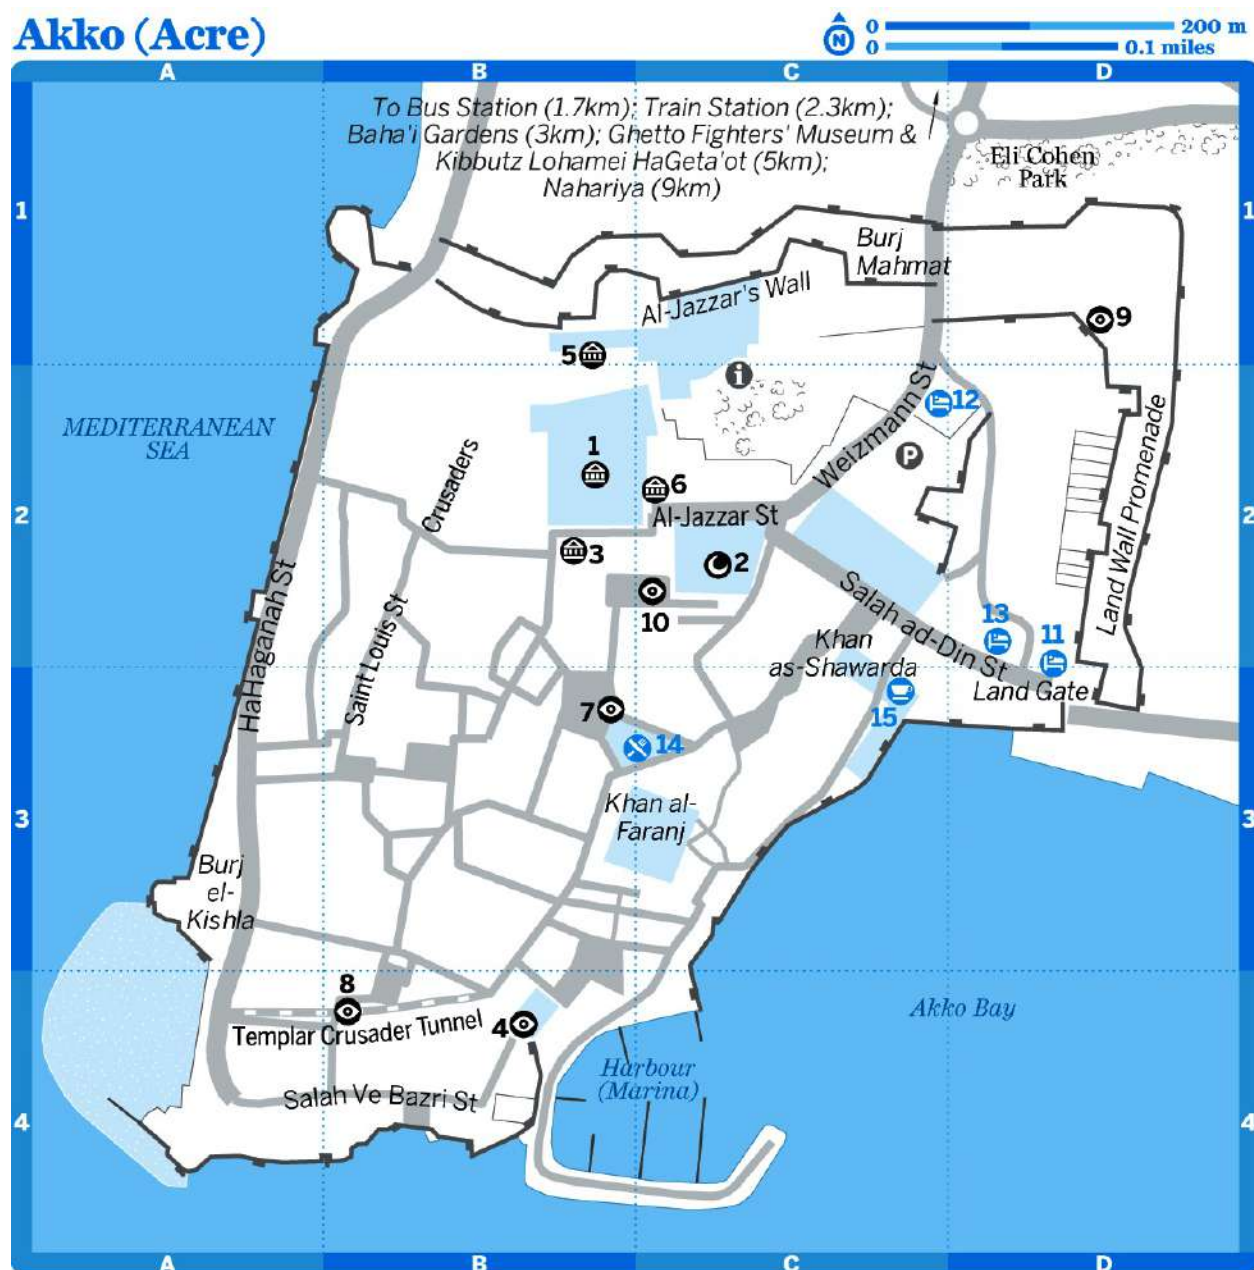 Akko (Acre)
N
0 200 m
0 0.1 miles
A B C D
To Bus Station (1.7km); Train Station (2.3km);
Baha'i Gardens (3km); Ghetto Fighters' Museum &
Kibbutz Lohamei HaGeta'ot (5km);
Nahariya (9km)
Eli Cohen
Park
1 1
Burj
Mahmat
Al-Jazzar's Wall
9
5
i
12
MEDITERRANEAN
SEA
Weizmann St
Land Wall Promenade
Crusaders
1
P
6
2 2
Al-Jazzar St
3
2
10
HaHaganah St
Saint Louis St
Salah ad-Din St
13
11
Khan
as-Shawarda
Land Gate
7
15
14
Khan al-
Faranj
3 3
Burj
el-
Kishla
8
Templar Crusader Tunnel
4
Akko Bay
Harbour
(Marina)
Salah Ve Bazri St
4 4
A B C D